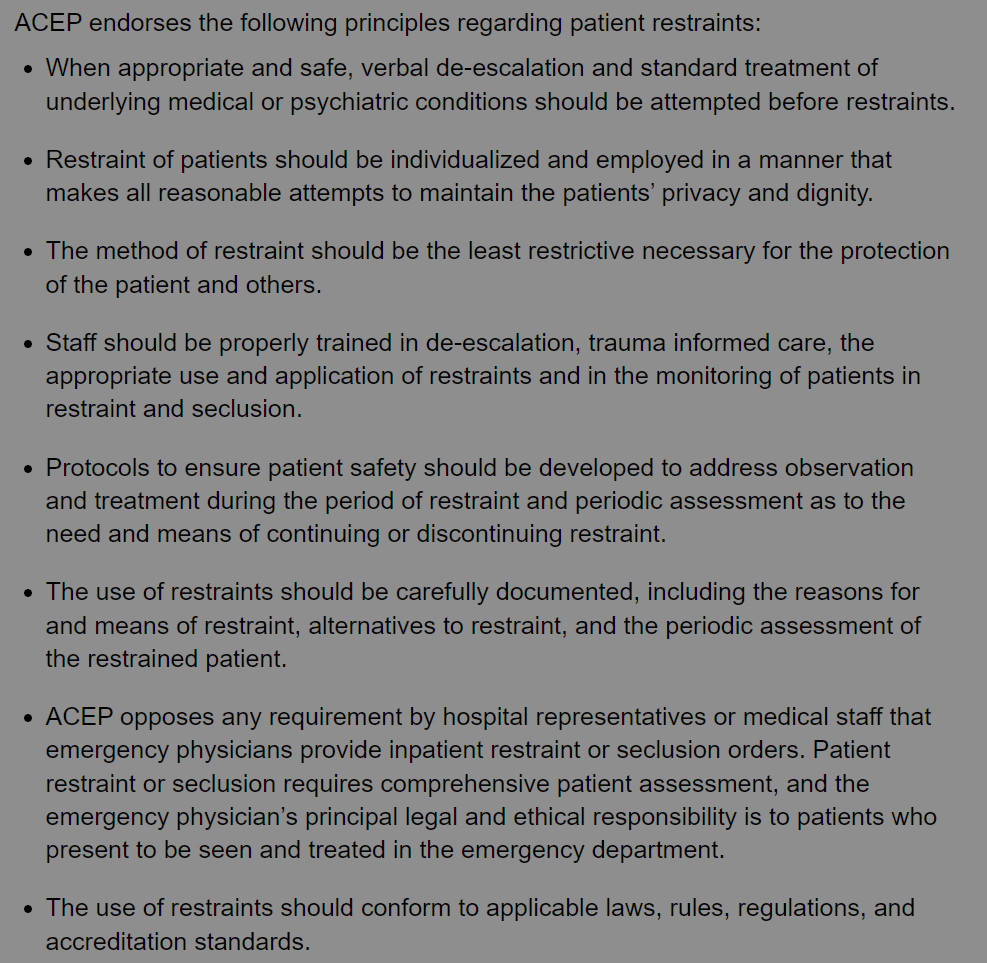 ACEP endorses the following principles regarding patient restraints:
• When appropriate and safe, verbal de-escalation and standard treatment of
underlying medical or psychiatric conditions should be attempted before restraints.
• Restraint of patients should be individualized and employed in a manner that
makes all reasonable attempts to maintain the patients’ privacy and dignity.
• The method of restraint should be the least restrictive necessary for the protection
of the patient and others.
• Staff should be properly trained in de-escalation, trauma informed care, the
appropriate use and application of restraints and in the monitoring of patients in
restraint and seclusion.
• Protocols to ensure patient safety should be developed to address observation
and treatment during the period of restraint and periodic assessment as to the
need and means of continuing or discontinuing restraint.
• The use of restraints should be carefully documented, including the reasons for
and means of restraint, alternatives to restraint, and the periodic assessment of
the restrained patient.
• ACEP opposes any requirement by hospital representatives or medical staff that
emergency physicians provide inpatient restraint or seclusion orders. Patient
restraint or seclusion requires comprehensive patient assessment, and the
emergency physician’s principal legal and ethical responsibility is to patients who
present to be seen and treated in the emergency department.
• The use of restraints should conform to applicable laws, rules, regulations, and
accreditation standards.